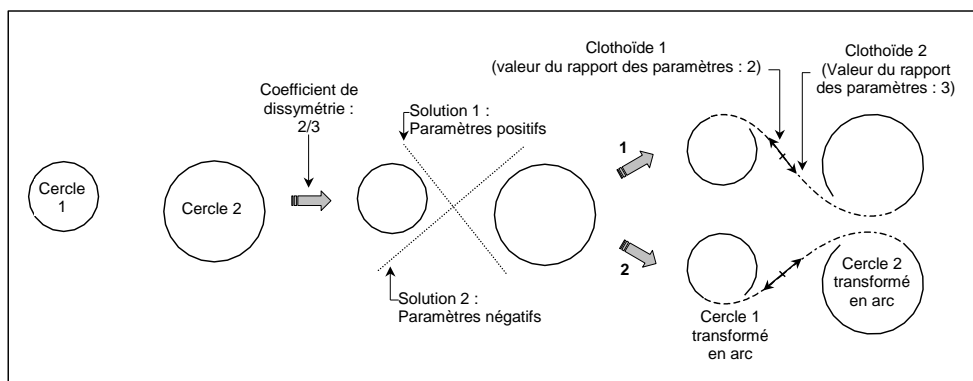 Cercle
1
Cercle 2
Coefficient de
dissymétrie :
2/3
Solution 1 :
Paramètres positifs
Solution 2 :
Paramètres négatifs
1
2
Clothoïde 1
(valeur du rapport des paramètres : 2)
Clothoïde 2
(Valeur du rapport
des paramètres : 3)
Cercle 1
transformé
en arc
Cercle 2
transformé
en arc